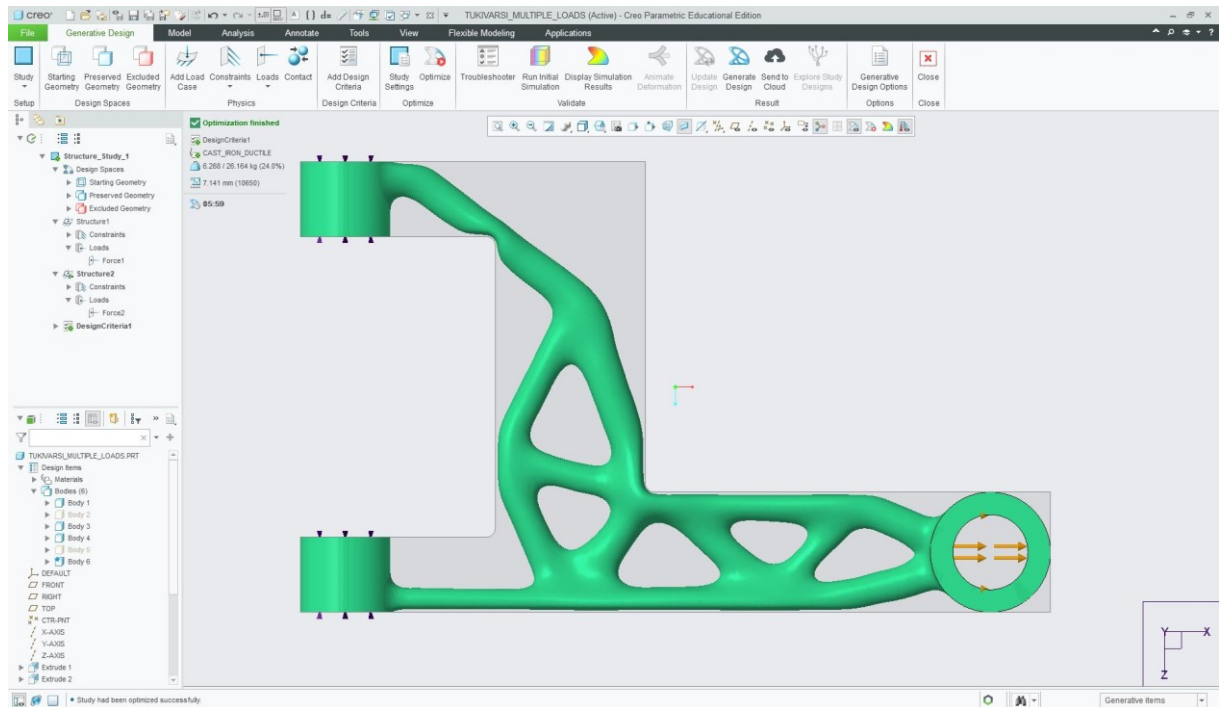 creo
TUKIVARSI_MULTIPLE_LOADS (Active) - Creo Parametric Educational Edition
File Generative Design Model Analysis Annotate Tools View Flexible Modeling Applications
Study Starting Geometry Preserved Geometry Excluded Geometry Add Load Case Constraints Loads Contact Add Design Criteria Study Settings Optimize Troubleshooter Run Initial Simulation Display Simulation Results Animate Deformation Update Design Generate Design Send to Cloud Explore Study Designs Generative Design Options Close
Setup Design Spaces Physics Design Criteria Optimize Validate Result Options Close
Structure_Study_1
Design Spaces
Starting Geometry
Preserved Geometry
Excluded Geometry
Structure1
Constraints
Loads
Force1
Structure2
Constraints
Loads
Force2
DesignCriteria1
Optimization finished
DesignCriteria1
CAST_IRON_DUCTILE
6.268 / 26.164 kg (24.0%)
7.141 mm (10650)
05:59
TUKIVARSI_MULTIPLE_LOADS.PRT
Design Items
Materials
Bodies (6)
Body 1
Body 2
Body 3
Body 4
Body 5
Body 6
DEFAULT
FRONT
RIGHT
TOP
CTR-PNT
X-AXIS
Y-AXIS
Z-AXIS
Extrude 1
Extrude 2
Y X
Z
• Study had been optimized successfully.
Generative items